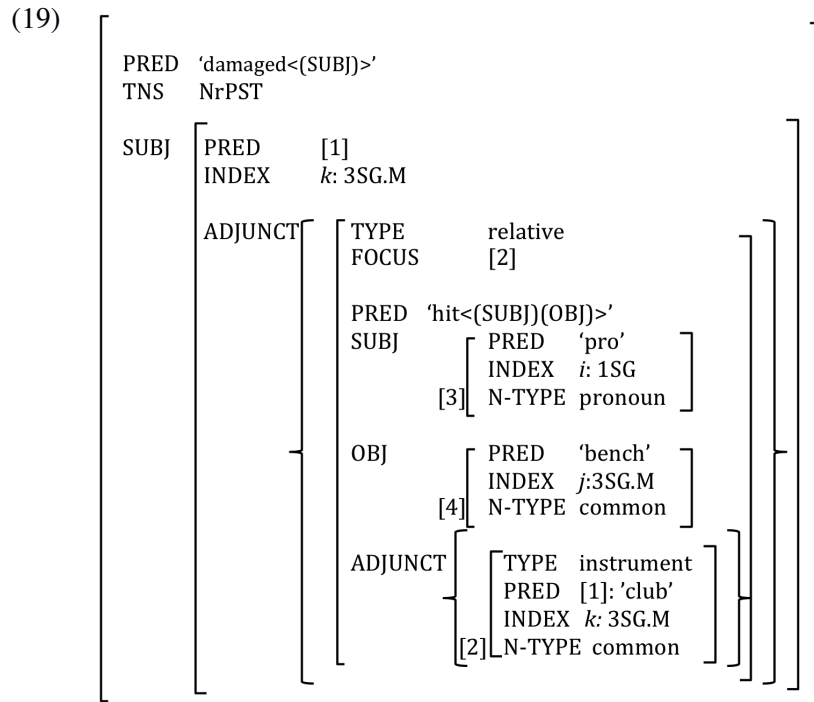 (19)
PRED ‘damaged<(SUBJ)>’
TNS NrPST
SUBJ PRED [1]
INDEX k: 3SG.M
ADJUNCT TYPE relative
FOCUS [2]
PRED ‘hit<(SUBJ)(OBJ)>’
SUBJ PRED ‘pro’
INDEX i: 1SG
[3] N-TYPE pronoun
OBJ PRED ‘bench’
INDEX j:3SG.M
[4] N-TYPE common
ADJUNCT TYPE instrument
PRED [1]: ’club’
INDEX k: 3SG.M
[2] N-TYPE common